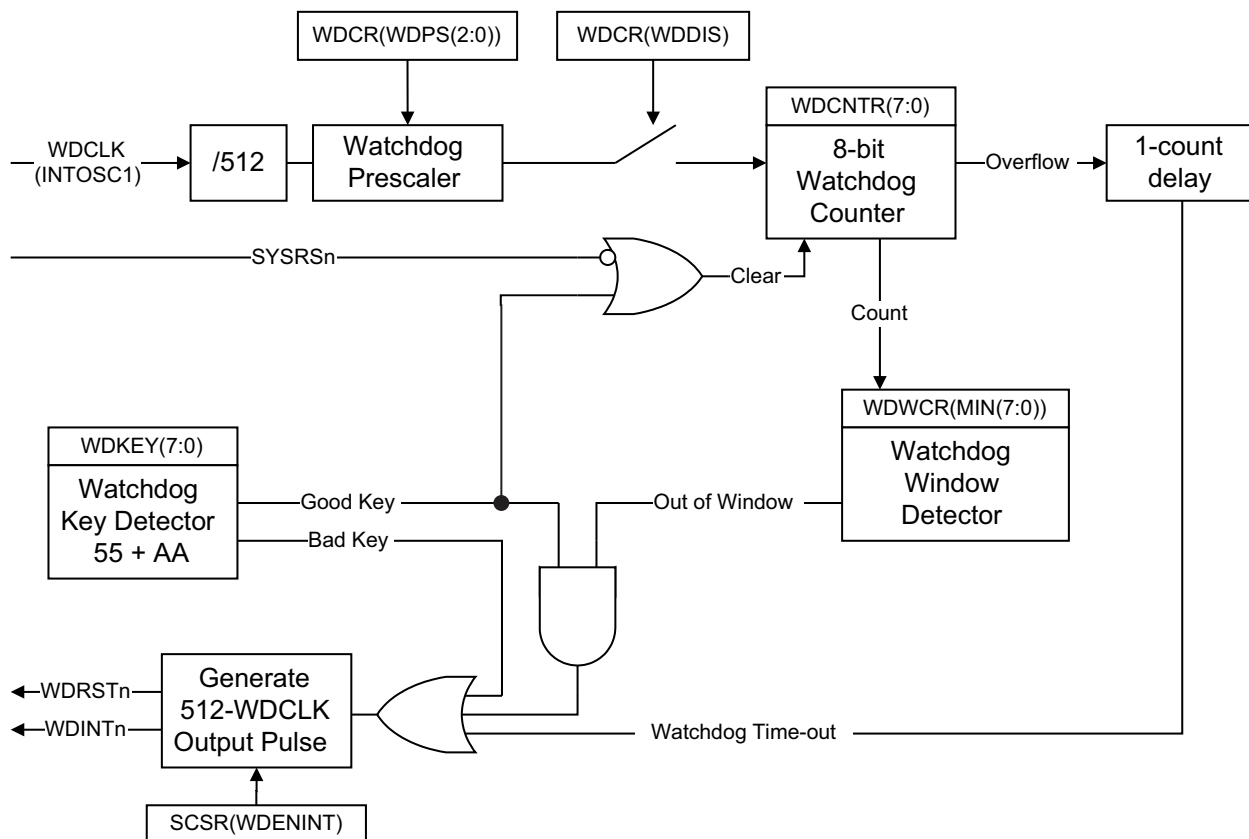 WDCR(WDPS(2:0))
WDCR(WDDIS)
WDCNTR(7:0)
WDCLK
(INTOSC1)
/512
Watchdog
Prescaler
8-bit
Watchdog
Counter
Overflow
1-count
delay
SYSRSn
Clear
Count
WDWCR(MIN(7:0))
Watchdog
Window
Detector
WDKEY(7:0)
Watchdog
Key Detector
55 + AA
Good Key
Out of Window
Bad Key
WDRSTn
WDINTn
Generate
512-WDCLK
Output Pulse
Watchdog Time-out
SCSR(WDENINT)